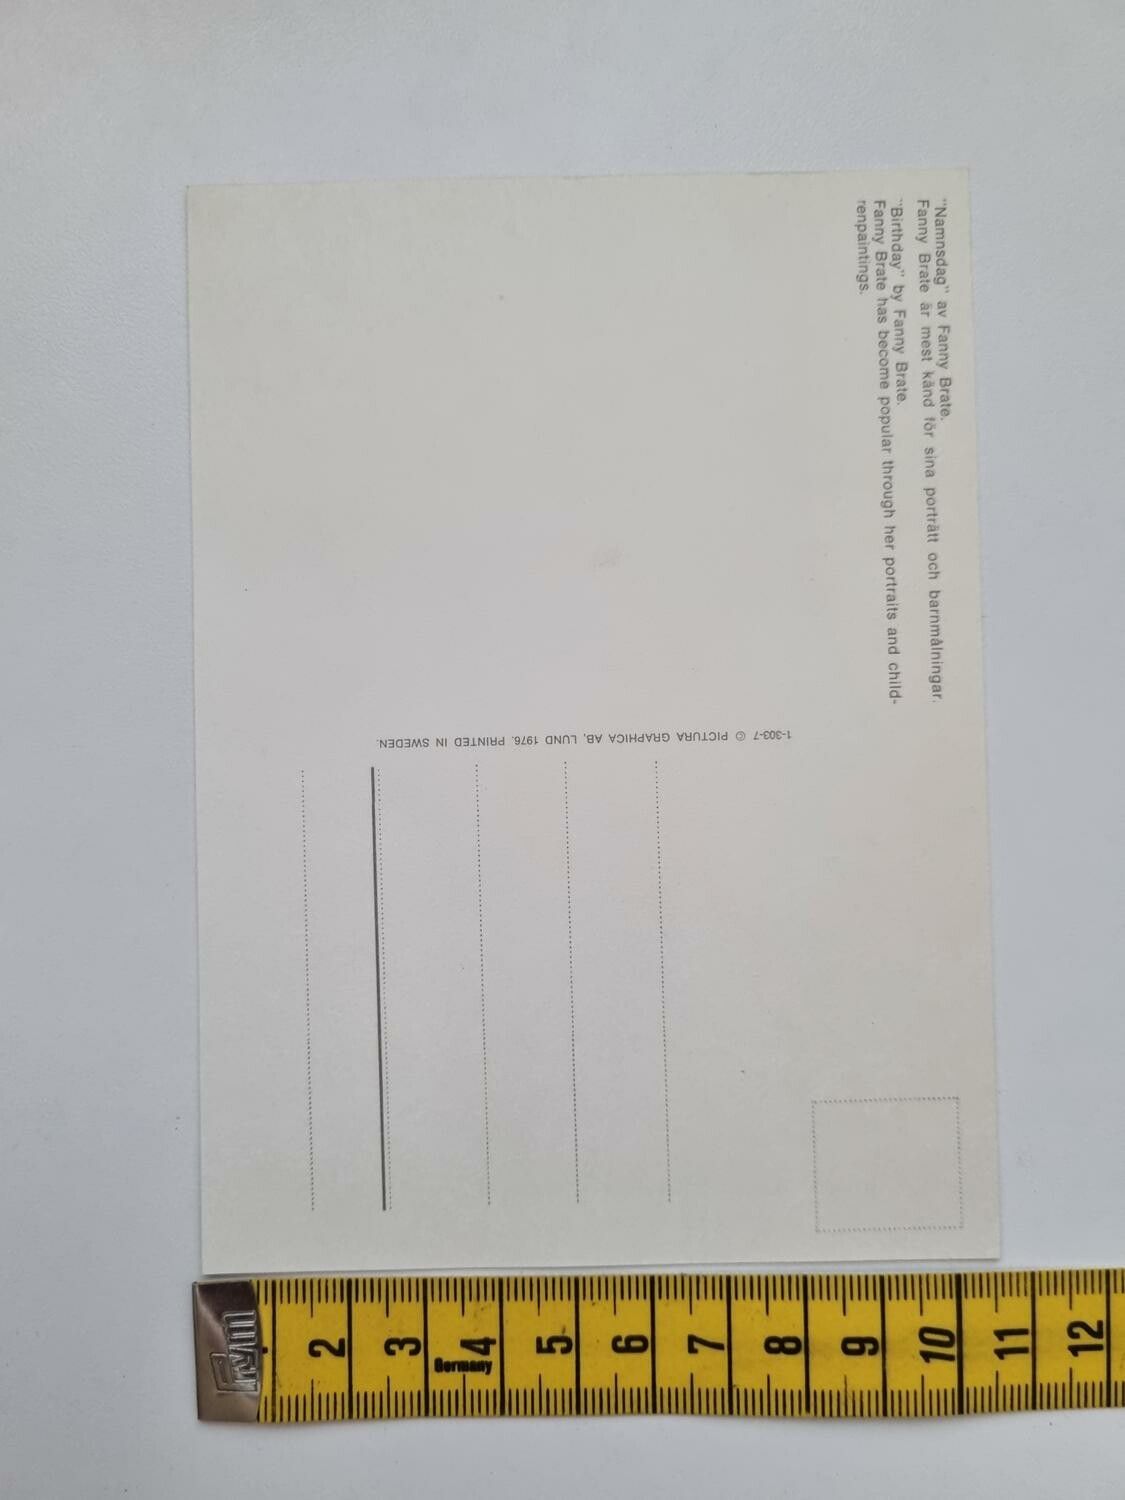 "Namnsdag" av Fanny Brate.
Fanny Brate är mest känd för sina porträtt och barnmålningar.
"Birthday" by Fanny Brate.
Fanny Brate has become popular through her portraits and child-
renpaintings.
1-303-7 © PICTURA GRAPHICA AB, LUND 1976. PRINTED IN SWEDEN.
2 3 4 5 6 7 8 9 10 11 12
Germany